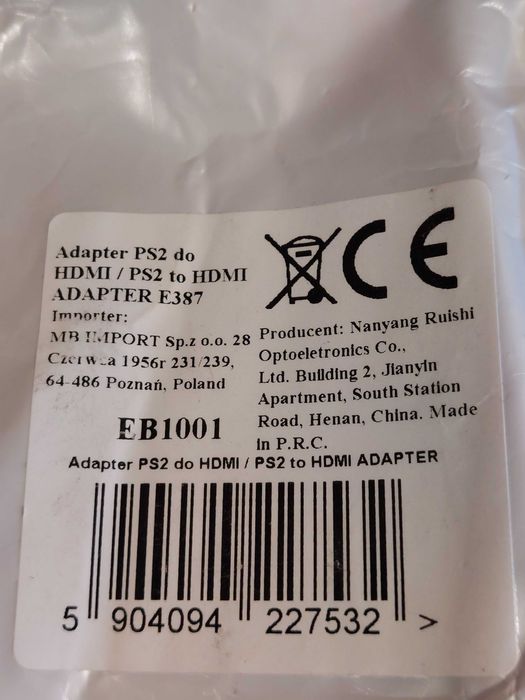 Adapter PS2 do
HDMI / PS2 to HDMI
ADAPTER E387
Importer:
MB IMPORT Sp.z o.o. 28
Czerwca 1956r 231/239,
64-486 Poznań, Poland
EB1001
CE
Producent: Nanyang Ruishi
Optoeletronics Co.,
Ltd. Building 2, Jianyin
Apartment, South Station
Road, Henan, China. Made
in P.R.C.
Adapter PS2 do HDMI / PS2 to HDMI ADAPTER
5 904094 227532 >